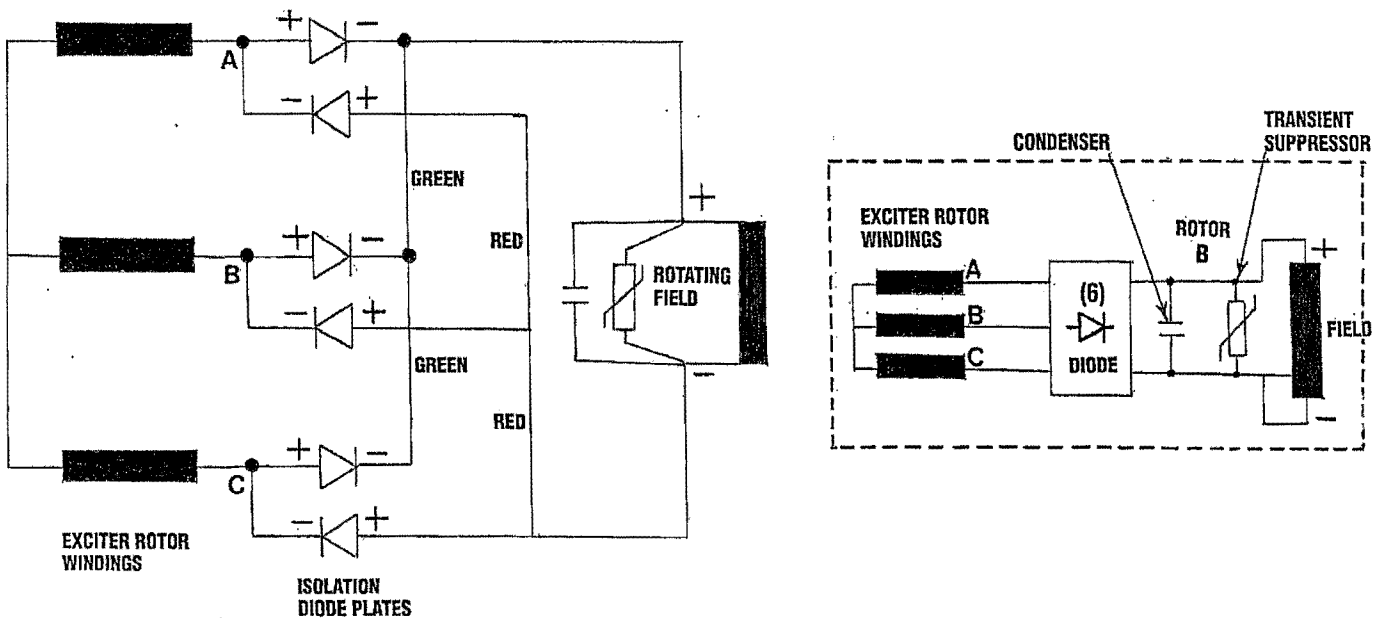 + −
A
− +
GREEN
+ −
B
− +
RED
GREEN
RED
+ −
C
− +
EXCITER ROTOR
WINDINGS
ISOLATION
DIODE PLATES
+
ROTATING
FIELD
−
TRANSIENT
SUPPRESSOR
CONDENSER
EXCITER ROTOR
WINDINGS
A
B
C
(6)
DIODE
ROTOR
B
+
FIELD
−